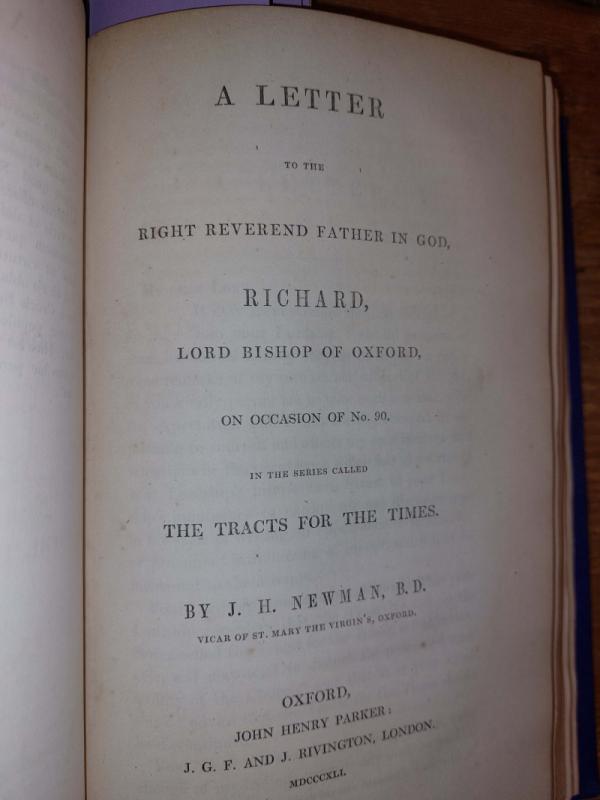 A LETTER
TO THE
RIGHT REVEREND FATHER IN GOD,
RICHARD,
LORD BISHOP OF OXFORD,
ON OCCASION OF No. 90,
IN THE SERIES CALLED
THE TRACTS FOR THE TIMES.
BY J. H. NEWMAN, B.D.
VICAR OF ST. MARY THE VIRGIN'S, OXFORD.
OXFORD,
JOHN HENRY PARKER:
J. G. F. AND J. RIVINGTON, LONDON.
MDCCCXLI.